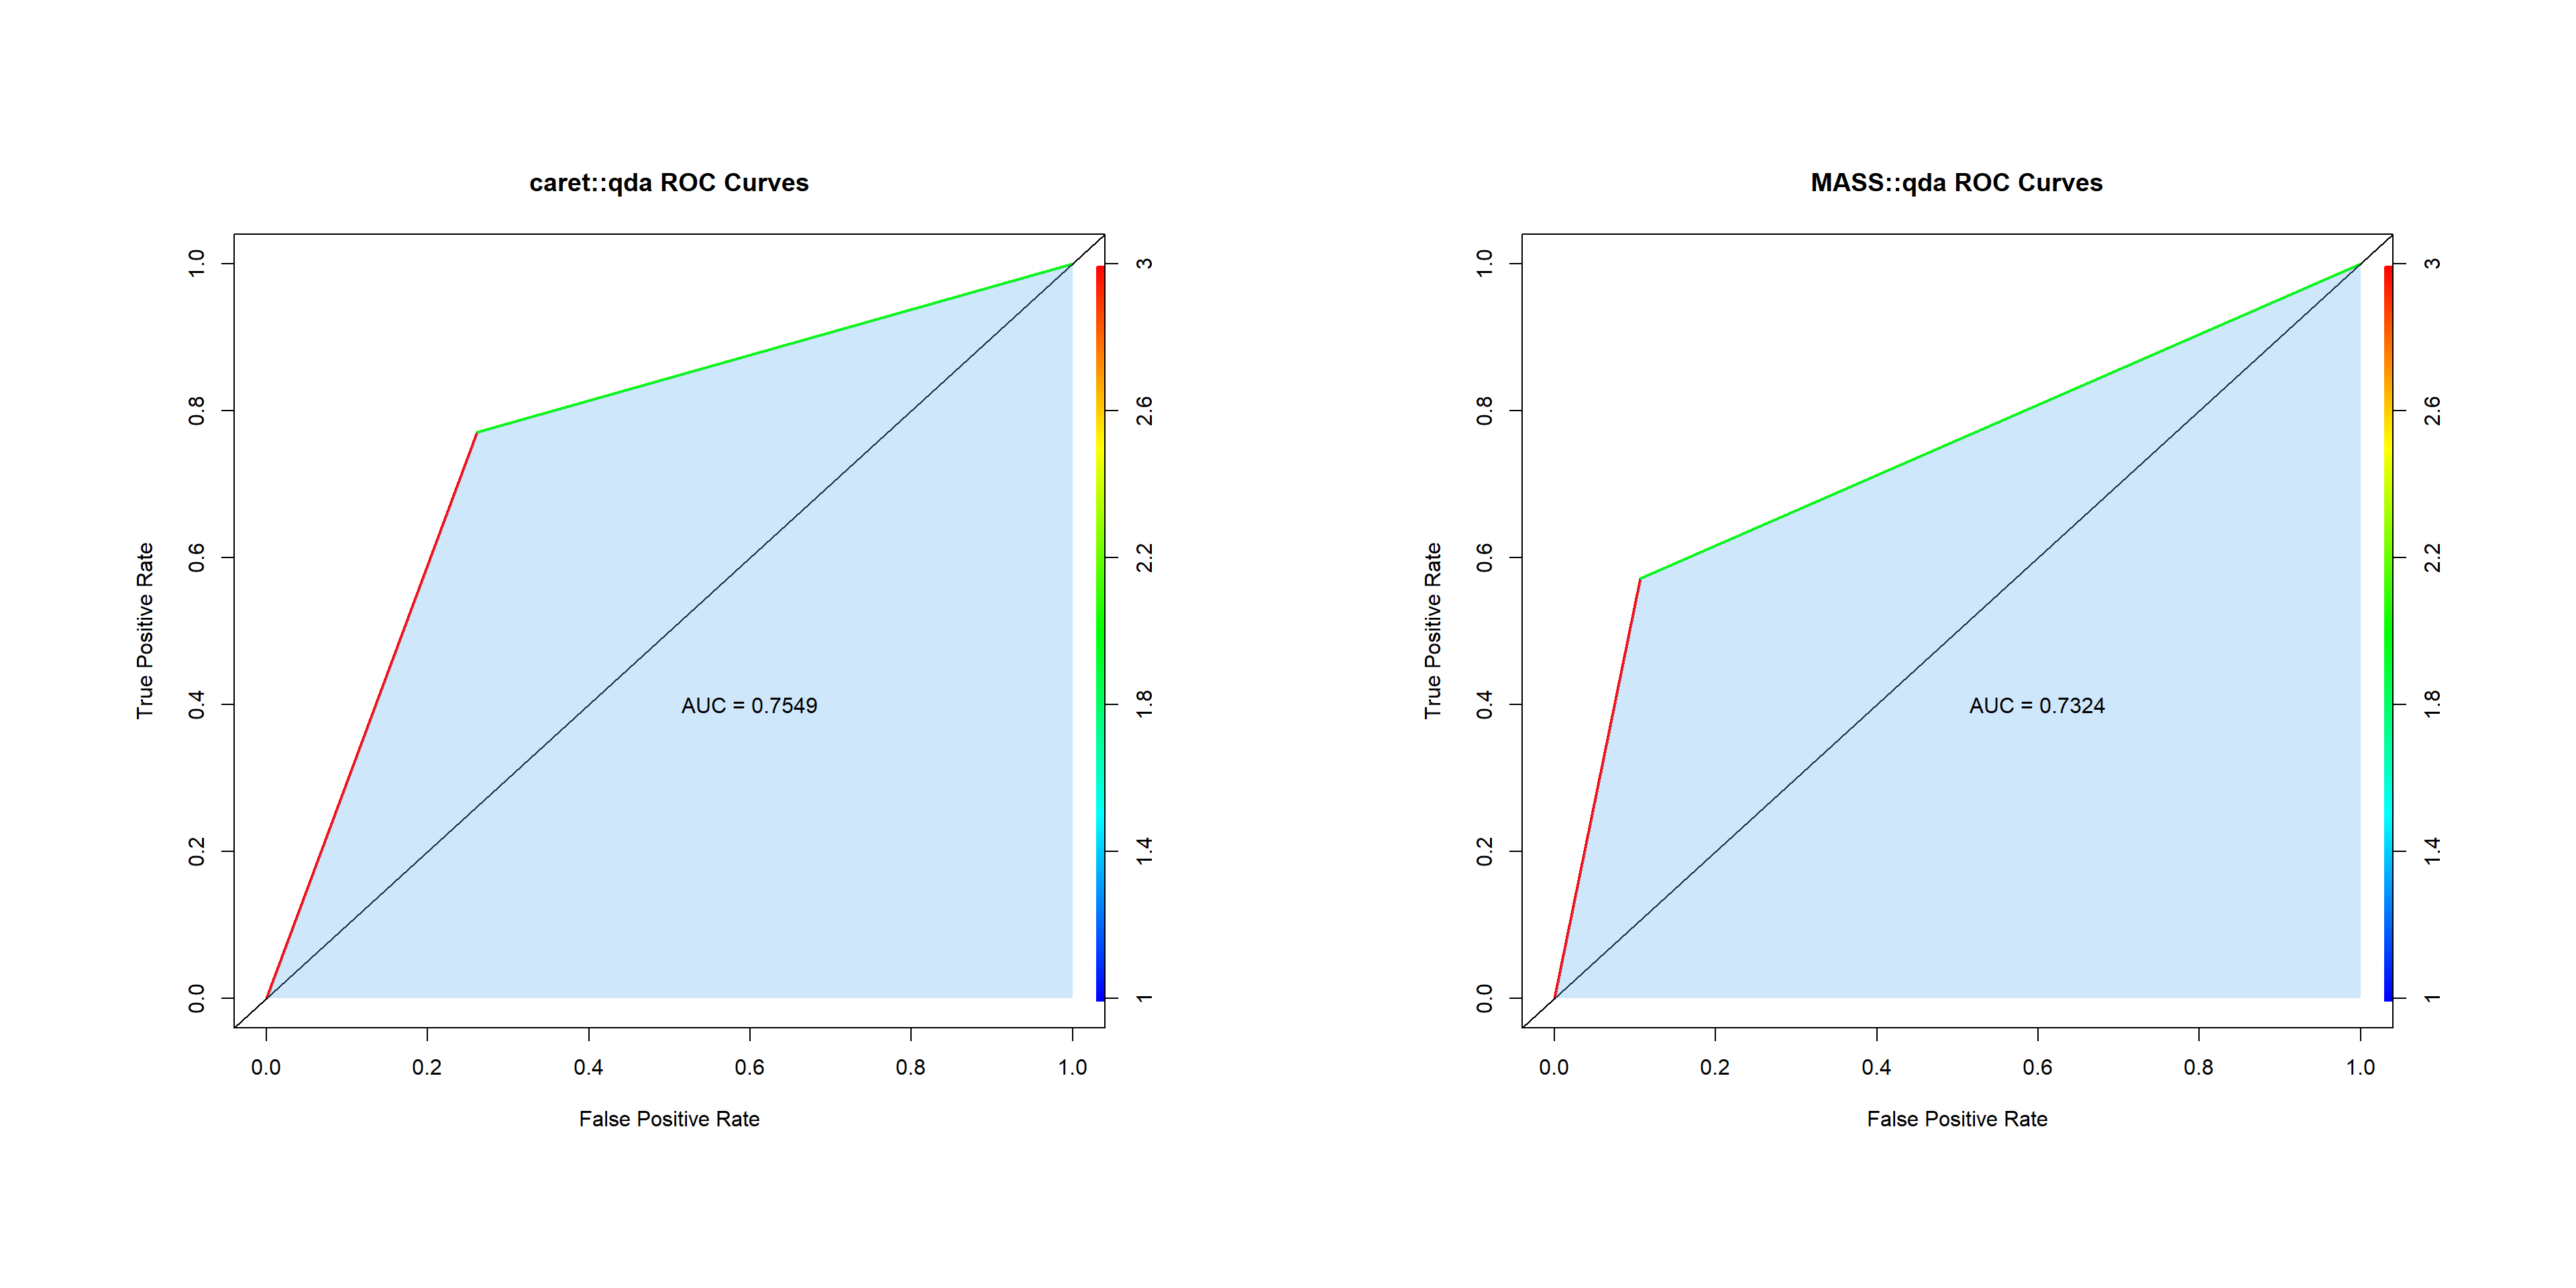 caret::qda ROC Curves
True Positive Rate
1.0
0.8
0.6
0.4
0.2
0.0
AUC = 0.7549
3
2.6
2.2
1.8
1.4
1
0.0 0.2 0.4 0.6 0.8 1.0
False Positive Rate
MASS::qda ROC Curves
True Positive Rate
1.0
0.8
0.6
0.4
0.2
0.0
AUC = 0.7324
3
2.6
2.2
1.8
1.4
1
0.0 0.2 0.4 0.6 0.8 1.0
False Positive Rate